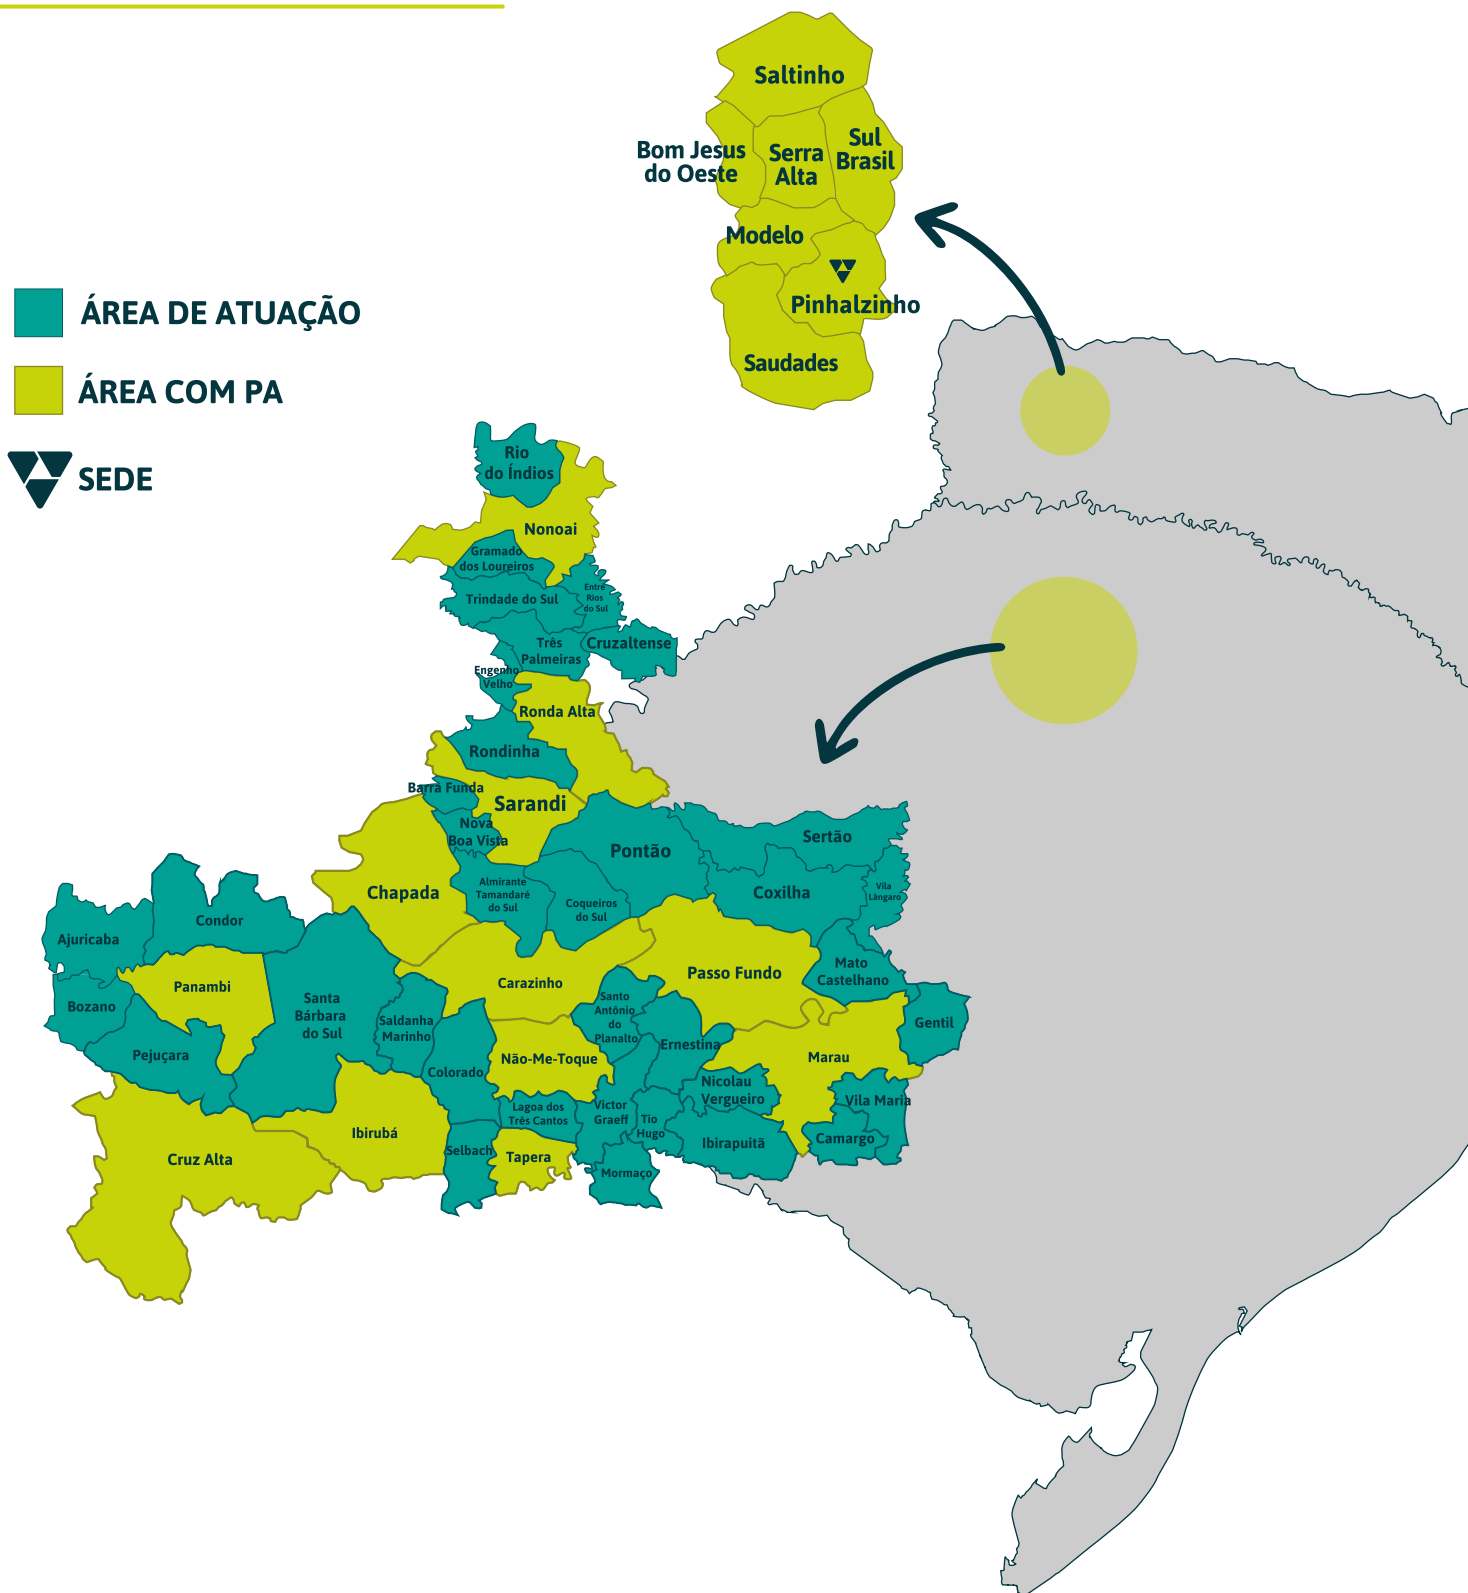 Saltinho
Bom Jesus
do Oeste
Serra
Alta
Sul
Brasil
Modelo
Pinhalzinho
Saudades
ÁREA DE ATUAÇÃO
ÁREA COM PA
SEDE
Rio
do Índios
Nonoai
Gramado
dos Loureiros
Trindade do Sul
Entre
Rios
do Sul
Três
Palmeiras
Cruzaltense
Engenho
Velho
Ronda Alta
Rondinha
Barra Funda
Sarandi
Nova
Boa Vista
Pontão
Sertão
Chapada
Almirante
Tamandaré
do Sul
Coqueiros
do Sul
Coxilha
Vila
Lângaro
Condor
Ajuricaba
Panambi
Bozano
Pejuçara
Santa
Bárbara
do Sul
Saldanha
Marinho
Carazinho
Passo Fundo
Mato
Castelhano
Santo
Antônio
do
Planalto
Ernestina
Gentil
Marau
Colorado
Não-Me-Toque
Nicolau
Vergueiro
Vila Maria
Lagoa dos
Três Cantos
Victor
Graeff
Tio
Hugo
Ibirapuitã
Camargo
Ibirubá
Cruz Alta
Selbach
Tapera
Mormaço